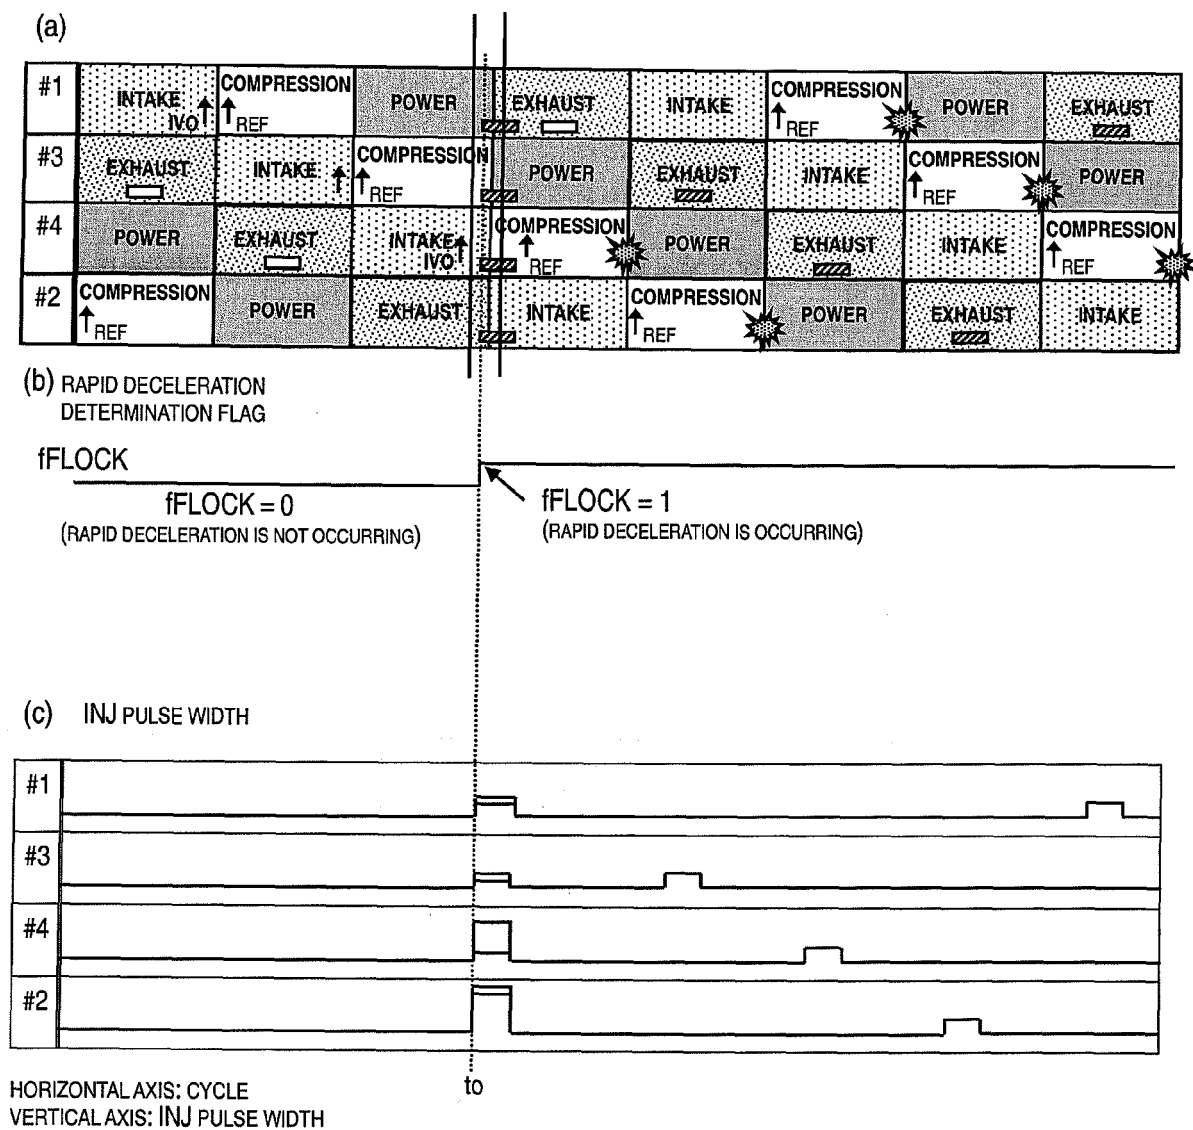 (a)
#1 INTAKE IVO COMPRESSION REF POWER EXHAUST INTAKE COMPRESSION REF POWER EXHAUST
#3 EXHAUST INTAKE COMPRESSION REF POWER EXHAUST INTAKE COMPRESSION REF POWER
#4 POWER EXHAUST INTAKE IVO COMPRESSION REF POWER EXHAUST INTAKE COMPRESSION REF
#2 COMPRESSION REF POWER EXHAUST INTAKE COMPRESSION REF POWER EXHAUST INTAKE
(b) RAPID DECELERATION
DETERMINATION FLAG
fFLOCK
fFLOCK = 0
(RAPID DECELERATION IS NOT OCCURRING)
fFLOCK = 1
(RAPID DECELERATION IS OCCURRING)
(c) INJ PULSE WIDTH
#1
#3
#4
#2
to
HORIZONTAL AXIS: CYCLE
VERTICAL AXIS: INJ PULSE WIDTH